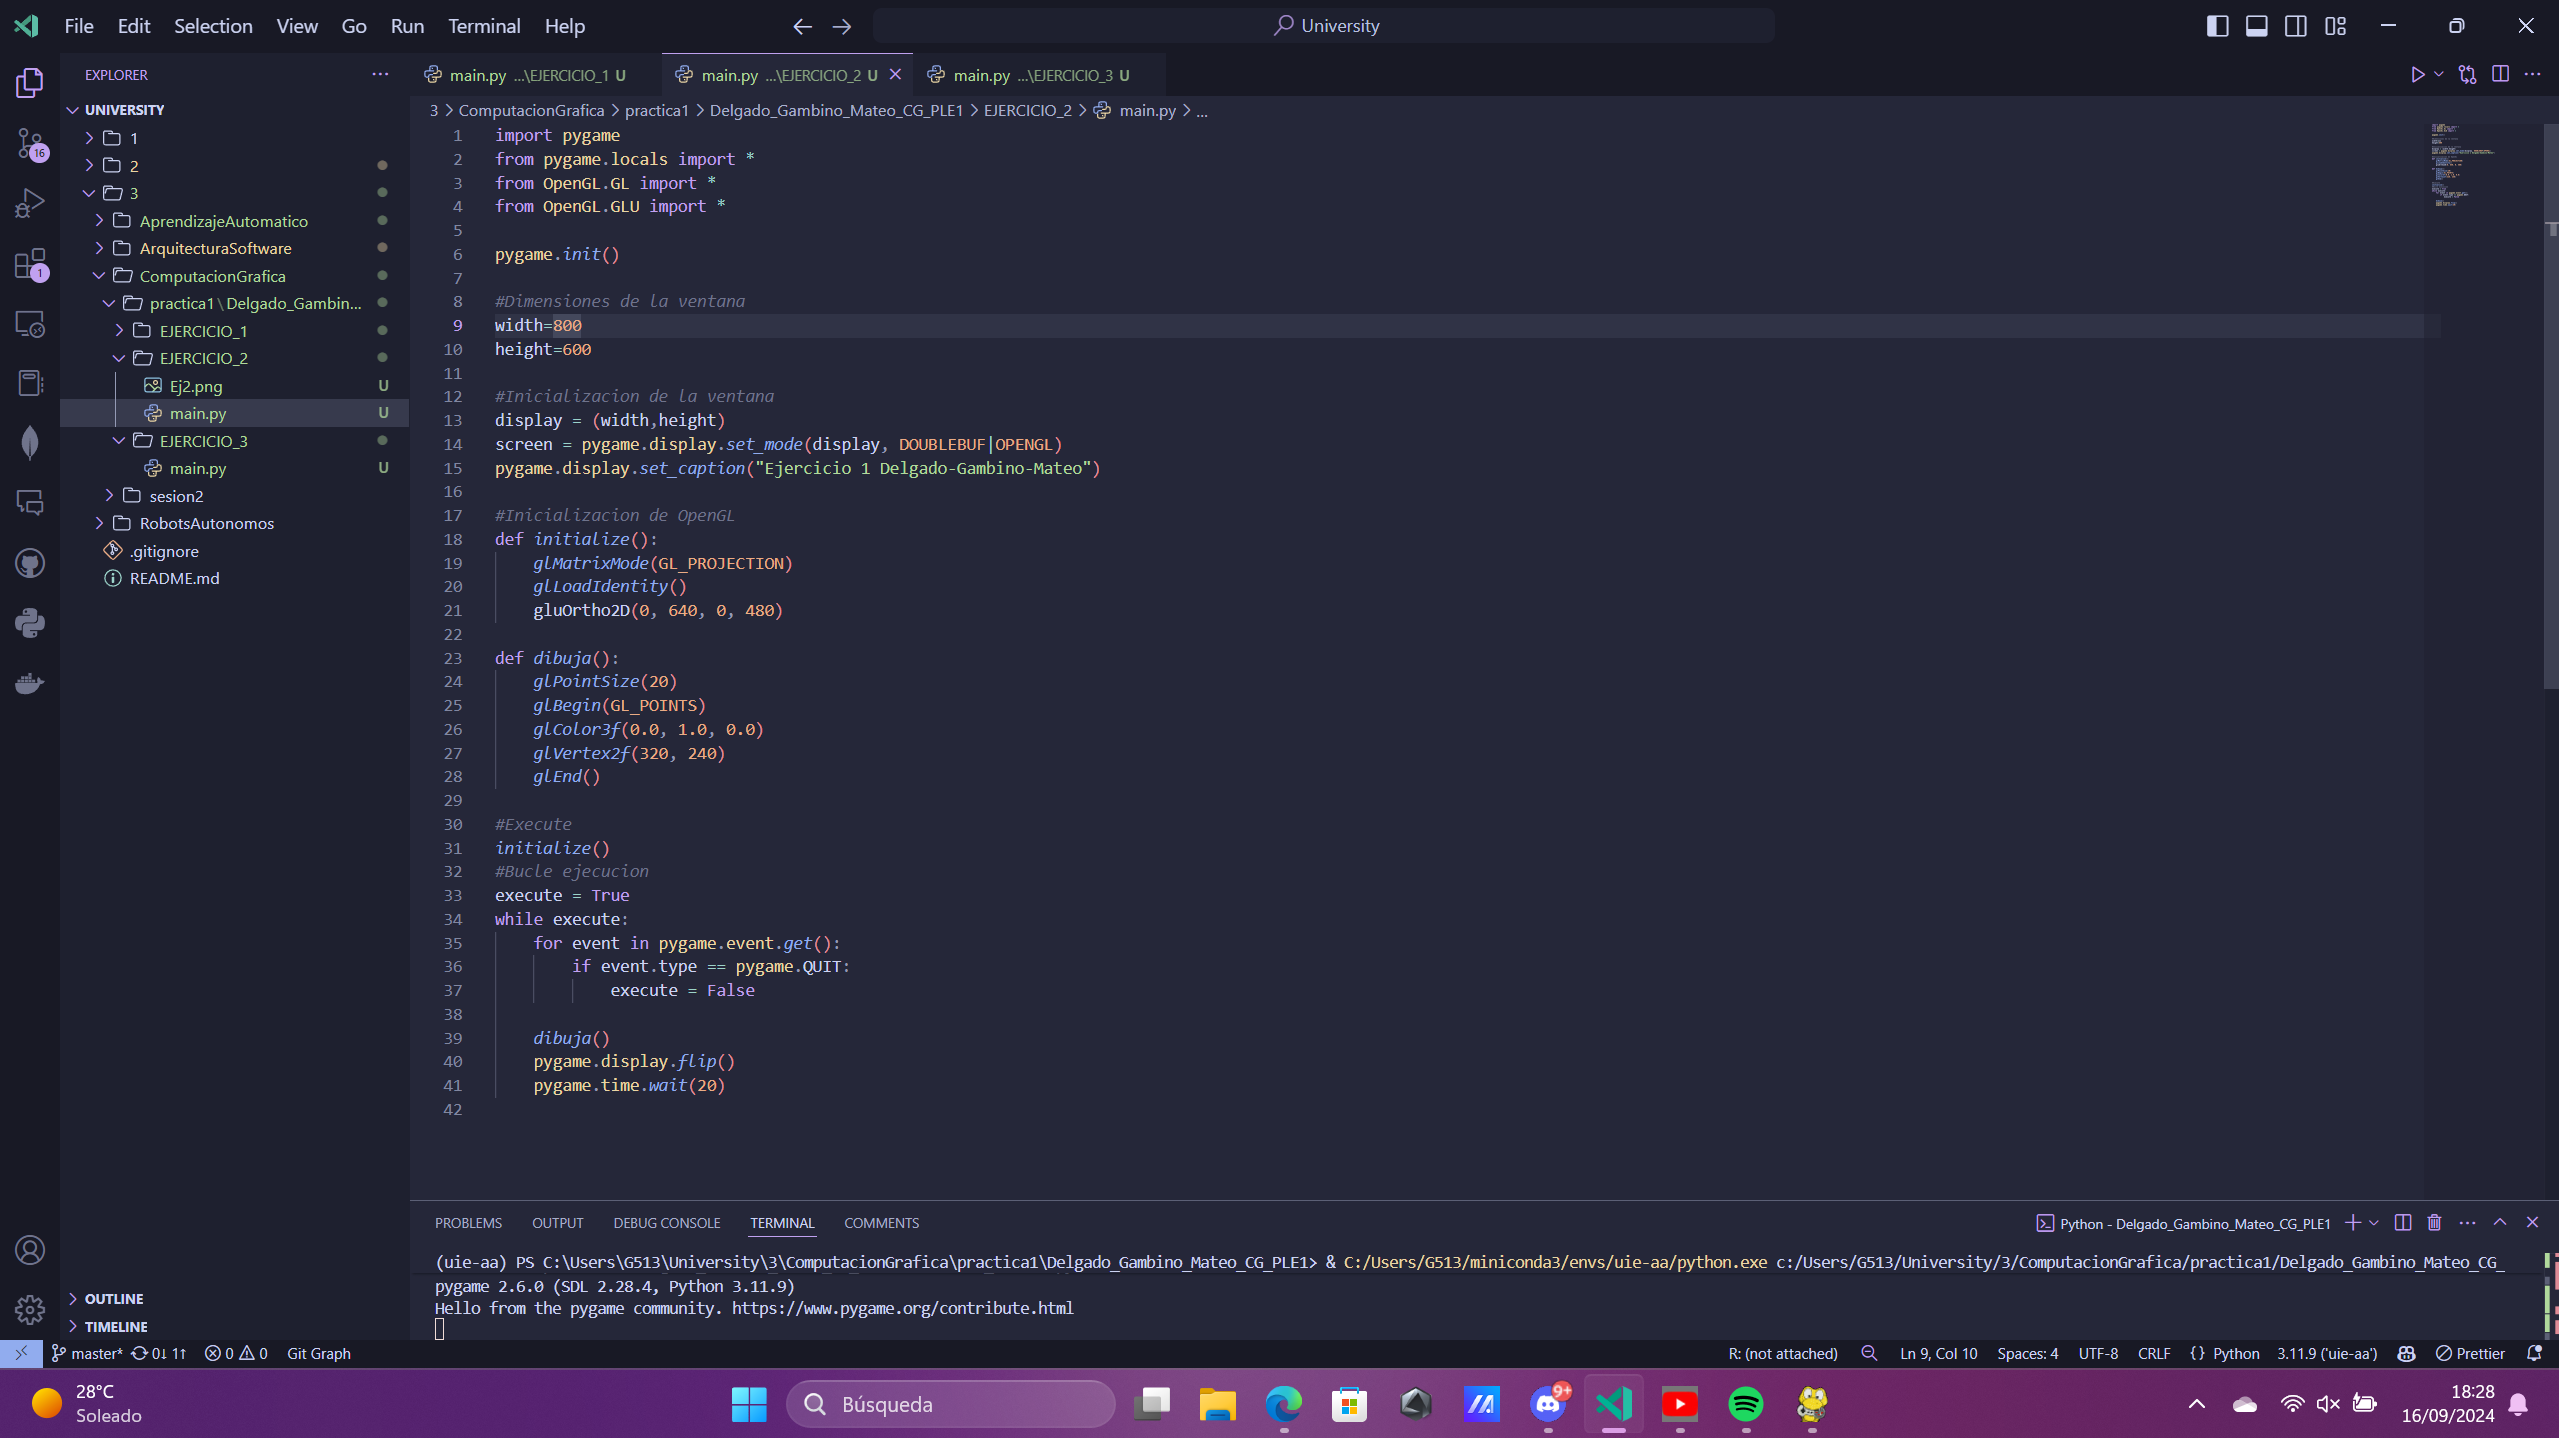 File Edit Selection View Go Run Terminal Help
University
EXPLORER
UNIVERSITY
1
2
3
AprendizajeAutomatico
ArquitecturaSoftware
ComputacionGrafica
practica1\Delgado_Gambin...
EJERCICIO_1
EJERCICIO_2
Ej2.png U
main.py U
EJERCICIO_3
main.py U
sesion2
RobotsAutonomos
.gitignore
README.md
OUTLINE
TIMELINE
16
1
main.py ...\EJERCICIO_1 U
main.py ...\EJERCICIO_2 U
main.py ...\EJERCICIO_3 U
3 > ComputacionGrafica > practica1 > Delgado_Gambino_Mateo_CG_PLE1 > EJERCICIO_2 > main.py > ...
1 import pygame
2 from pygame.locals import *
3 from OpenGL.GL import *
4 from OpenGL.GLU import *
5
6 pygame.init()
7
8 #Dimensiones de la ventana
9 width=800
10 height=600
11
12 #Inicializacion de la ventana
13 display = (width,height)
14 screen = pygame.display.set_mode(display, DOUBLEBUF|OPENGL)
15 pygame.display.set_caption("Ejercicio 1 Delgado-Gambino-Mateo")
16
17 #Inicializacion de OpenGL
18 def initialize():
19     glMatrixMode(GL_PROJECTION)
20     glLoadIdentity()
21     gluOrtho2D(0, 640, 0, 480)
22
23 def dibuja():
24     glPointSize(20)
25     glBegin(GL_POINTS)
26     glColor3f(0.0, 1.0, 0.0)
27     glVertex2f(320, 240)
28     glEnd()
29
30 #Execute
31 initialize()
32 #Bucle ejecucion
33 execute = True
34 while execute:
35     for event in pygame.event.get():
36         if event.type == pygame.QUIT:
37             execute = False
38
39     dibuja()
40     pygame.display.flip()
41     pygame.time.wait(20)
42
PROBLEMS OUTPUT DEBUG CONSOLE TERMINAL COMMENTS
Python - Delgado_Gambino_Mateo_CG_PLE1
(uie-aa) PS C:\Users\G513\University\3\ComputacionGrafica\practica1\Delgado_Gambino_Mateo_CG_PLE1> & C:/Users/G513/miniconda3/envs/uie-aa/python.exe c:/Users/G513/University/3/ComputacionGrafica/practica1/Delgado_Gambino_Mateo_CG_
pygame 2.6.0 (SDL 2.28.4, Python 3.11.9)
Hello from the pygame community. https://www.pygame.org/contribute.html
master* 0↓ 1↑ 0 0 Git Graph
R: (not attached) Ln 9, Col 10 Spaces: 4 UTF-8 CRLF {} Python 3.11.9 ('uie-aa') Prettier
28°C
Soleado
Búsqueda
9+
18:28
16/09/2024